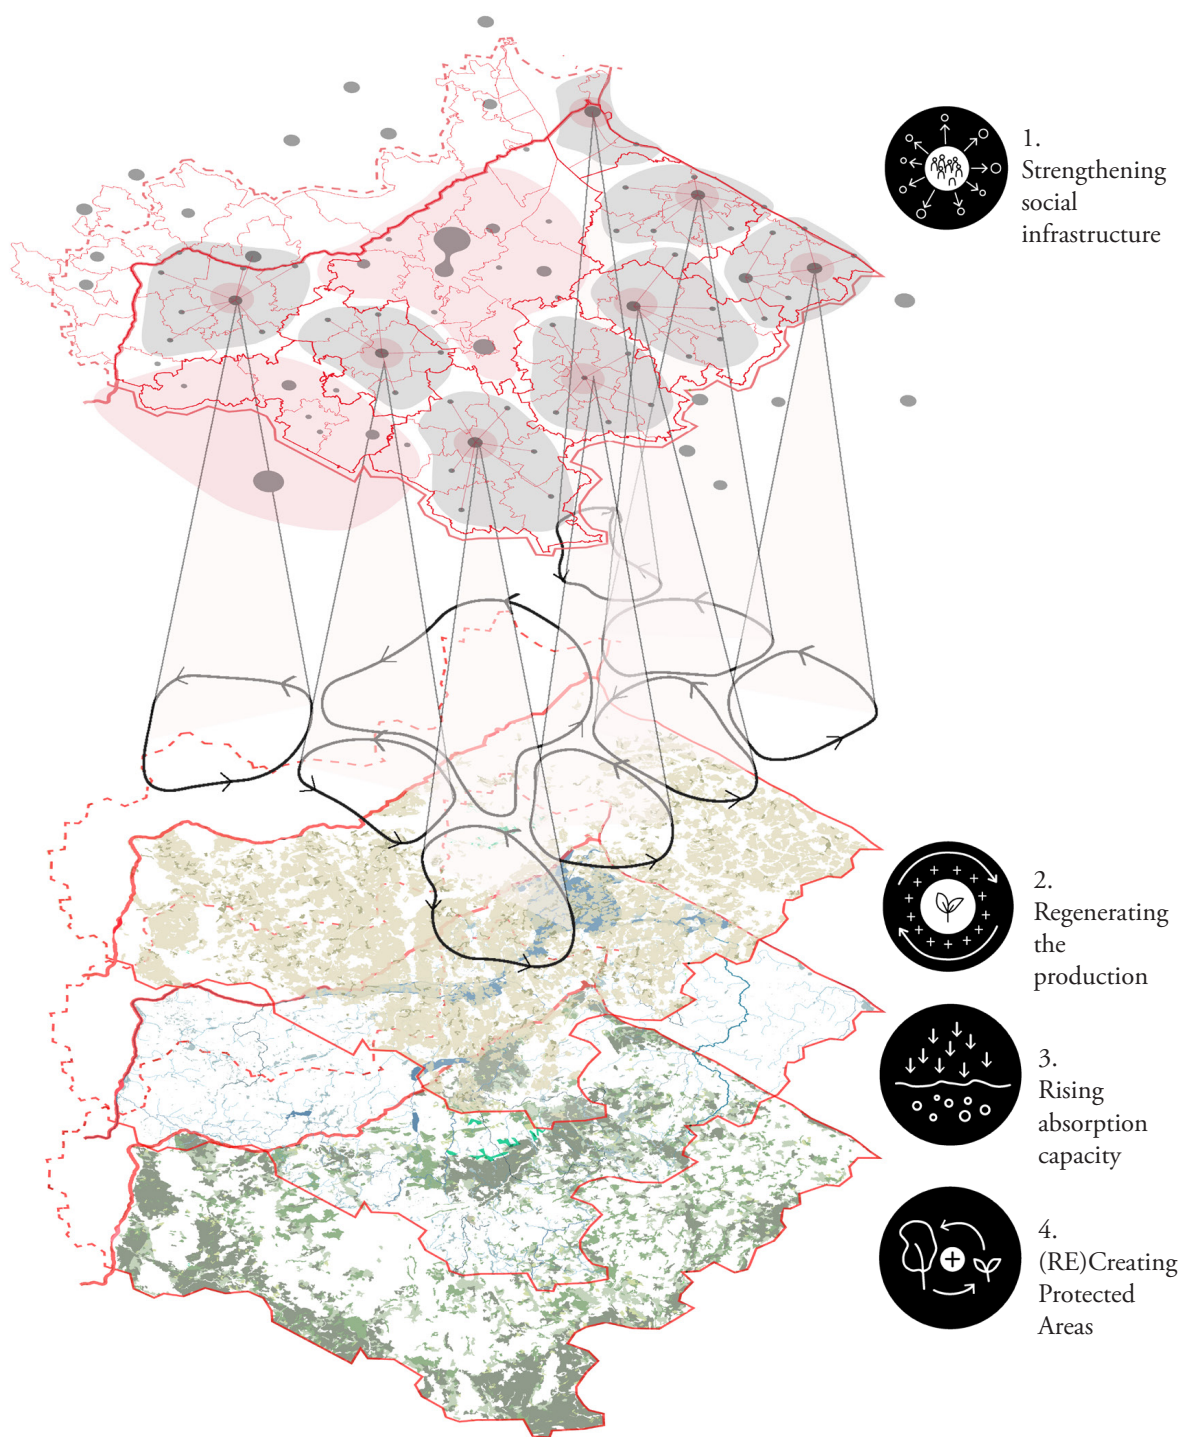 1.
Strengthening
social
infrastructure
2.
Regenerating
the
production
3.
Rising
absorption
capacity
4.
(RE)Creating
Protected
Areas